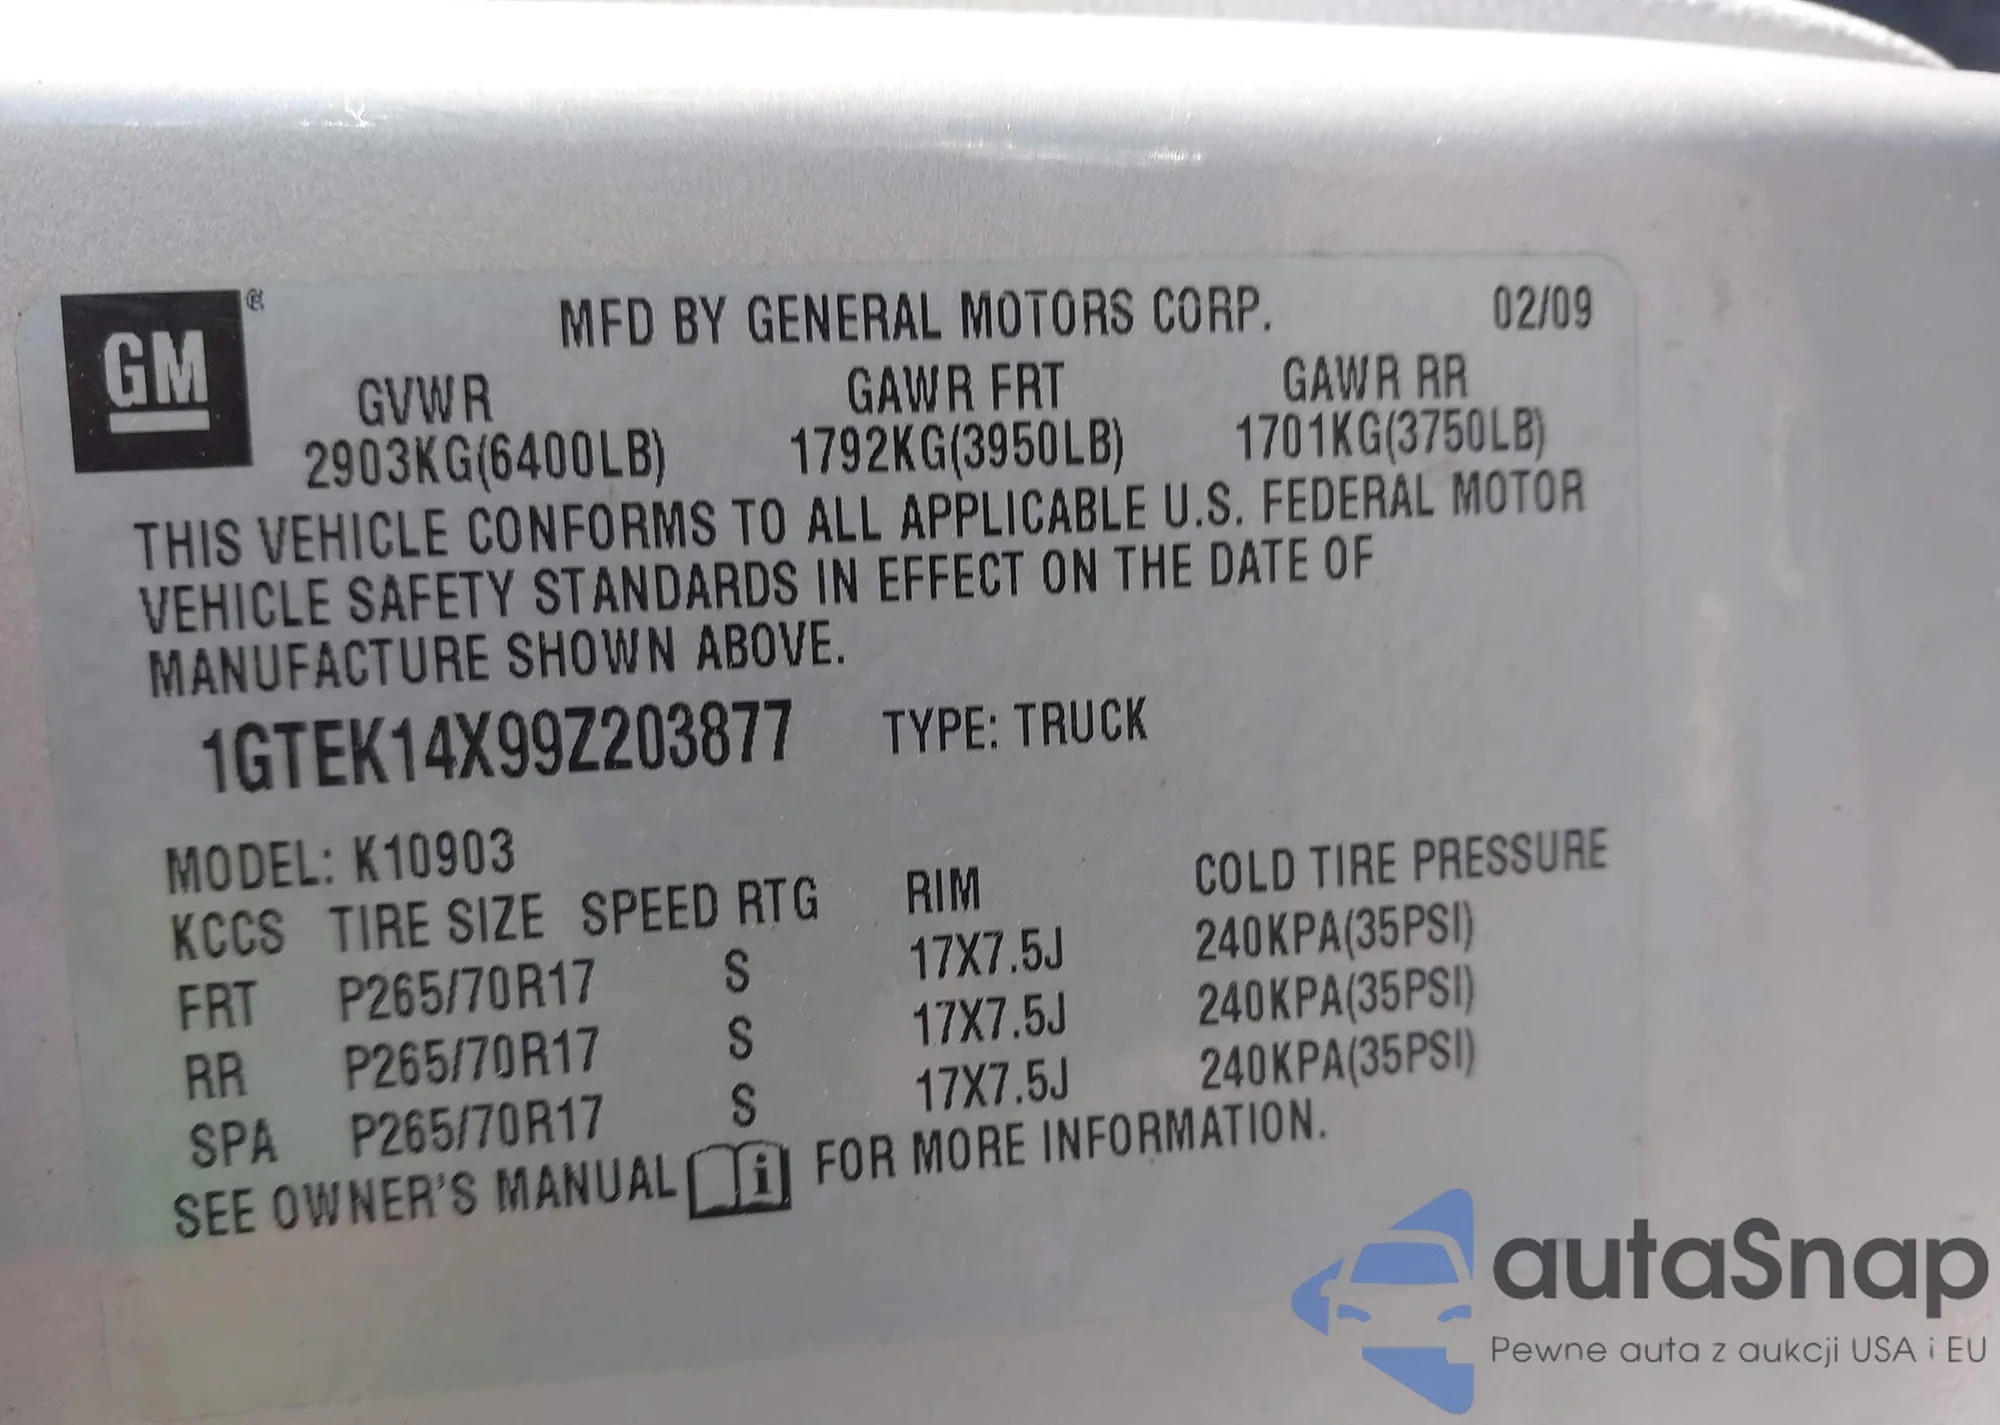 GM®
MFD BY GENERAL MOTORS CORP. 02/09
GVWR GAWR FRT GAWR RR
2903KG(6400LB) 1792KG(3950LB) 1701KG(3750LB)
THIS VEHICLE CONFORMS TO ALL APPLICABLE U.S. FEDERAL MOTOR
VEHICLE SAFETY STANDARDS IN EFFECT ON THE DATE OF
MANUFACTURE SHOWN ABOVE.
1GTEK14X99Z203877 TYPE: TRUCK
MODEL: K10903
KCCS TIRE SIZE SPEED RTG RIM COLD TIRE PRESSURE
FRT P265/70R17 S 17X7.5J 240KPA(35PSI)
RR P265/70R17 S 17X7.5J 240KPA(35PSI)
SPA P265/70R17 S 17X7.5J 240KPA(35PSI)
SEE OWNER'S MANUAL i FOR MORE INFORMATION.
autaSnap
Pewne auta z aukcji USA i EU